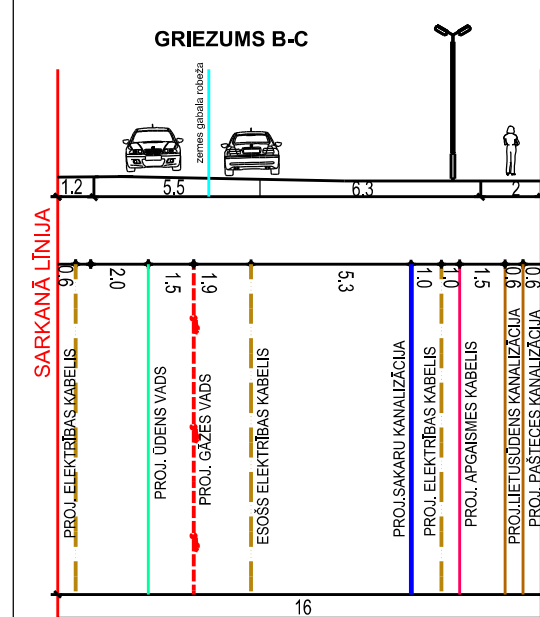 GRIEZUMS B-C
zemes gabala robeža
1.2
5.5
6.3
2
SARKANĀ LĪNIJA
0.6
2.0
1.5
1.9
5.3
1.0
1.0
1.5
0.6
0.6
PROJ. ELEKTRĪBAS KABELIS
PROJ. ŪDENS VADS
PROJ. GĀZES VADS
ESOŠS ELEKTRĪBAS KABELIS
PROJ.SAKARU KANALIZĀCIJA
PROJ. ELEKTRĪBAS KABELIS
PROJ. APGAISMES KABELIS
PROJ.LIETUSŪDENS KANALIZĀCIJA
PROJ. PAŠTECES KANALIZĀCIJA
16